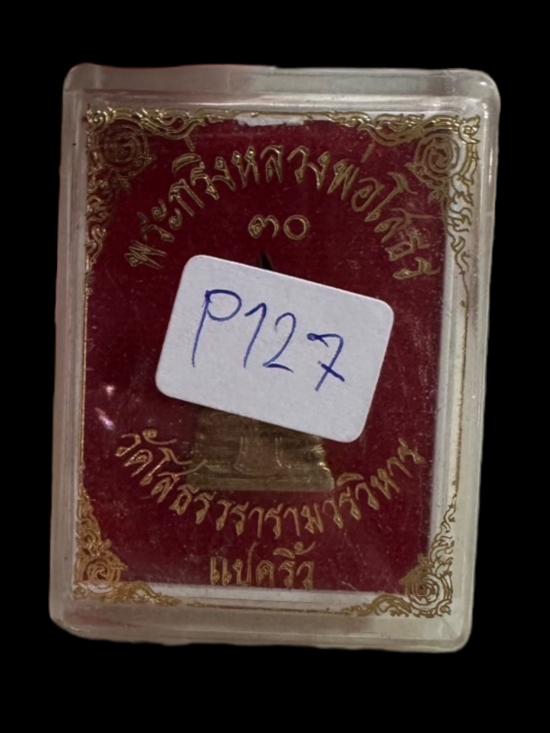 พระกริ่งหลวงพ่อโสธร
๓๐
P127
วัดโสธรวรารามวรวิหาร
แปดริ้ว